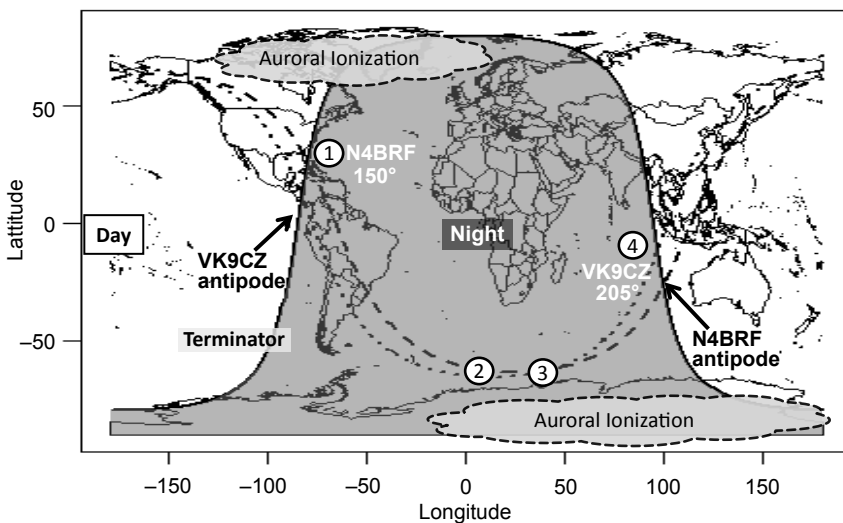 Auroral Ionization
50
1
N4BRF
150°
Lattitude
0
Day
Night
4
VK9CZ
antipode
VK9CZ
205°
Terminator
N4BRF
antipode
−50
2
3
Auroral Ionization
−150
−100
−50
0
50
100
150
Longitude